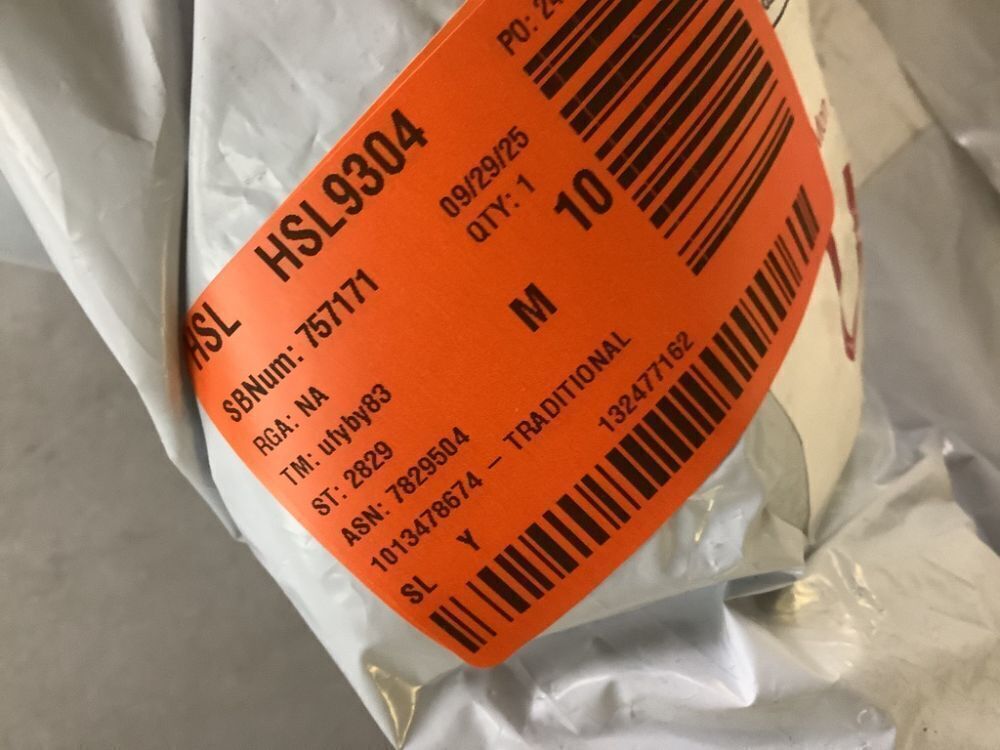 HSL HSL9304
PO: 24
SBNum: 757171
09/29/25
RGA: NA
QTY: 1
TM: ufyby83
M 10
ST: 2829
ASN: 7829504
1013478674 – TRADITIONAL
SL Y 132477162